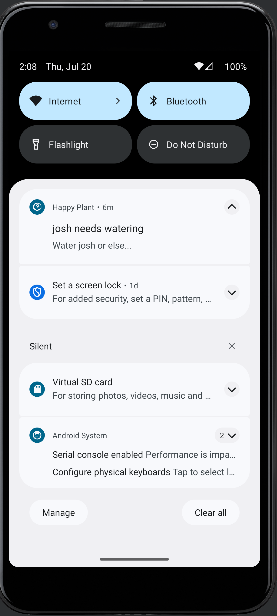 2:08 Thu, Jul 20 100%
Internet Bluetooth
Flashlight Do Not Disturb
Happy Plant • 6m
josh needs watering
Water josh or else...
Set a screen lock • 1d
For added security, set a PIN, pattern, ...
Silent
Virtual SD card
For storing photos, videos, music and ...
Android System 2
Serial console enabled Performance is impa...
Configure physical keyboards Tap to select l...
Manage Clear all